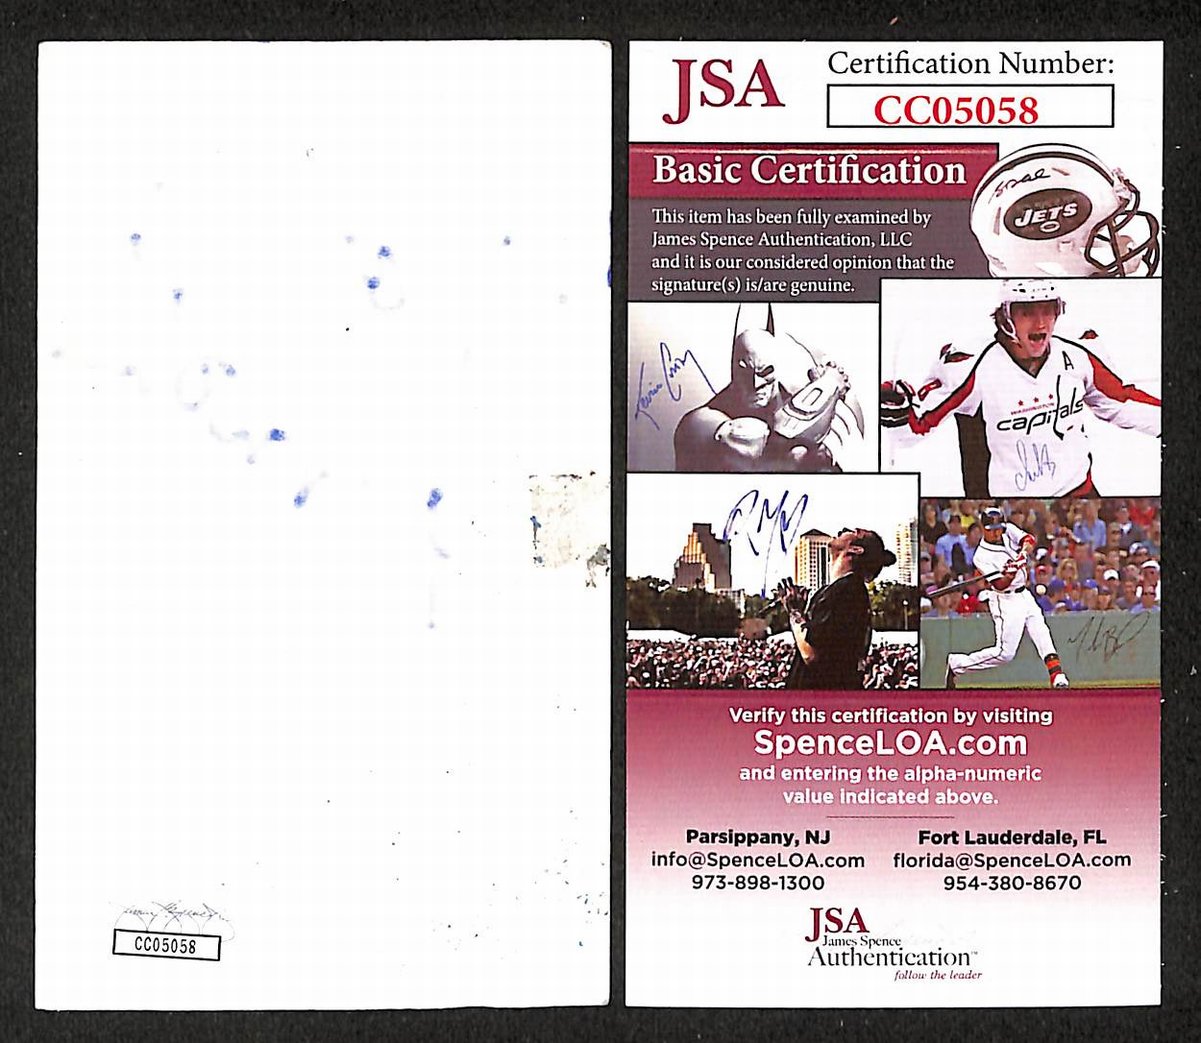 CC05058
JSA
Certification Number:
CC05058
Basic Certification
This item has been fully examined by
James Spence Authentication, LLC
and it is our considered opinion that the
signature(s) is/are genuine.
JETS
A
WASHINGTON
capitals
Verify this certification by visiting
SpenceLOA.com
and entering the alpha-numeric
value indicated above.
Parsippany, NJ
info@SpenceLOA.com
973-898-1300
Fort Lauderdale, FL
florida@SpenceLOA.com
954-380-8670
JSA
James Spence
Authentication™
follow the leader